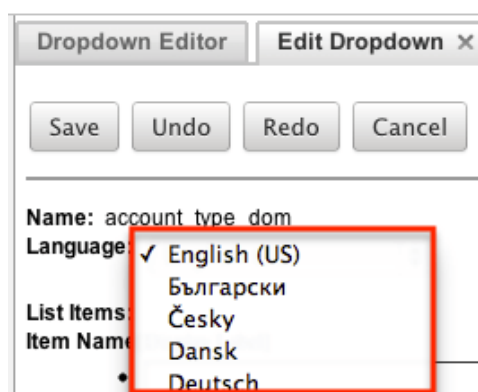 Dropdown Editor
Edit Dropdown ×
Save Undo Redo Cancel
Name: account_type_dom
Language:
✓ English (US)
Български
Česky
Dansk
Deutsch
List Items:
Item Name